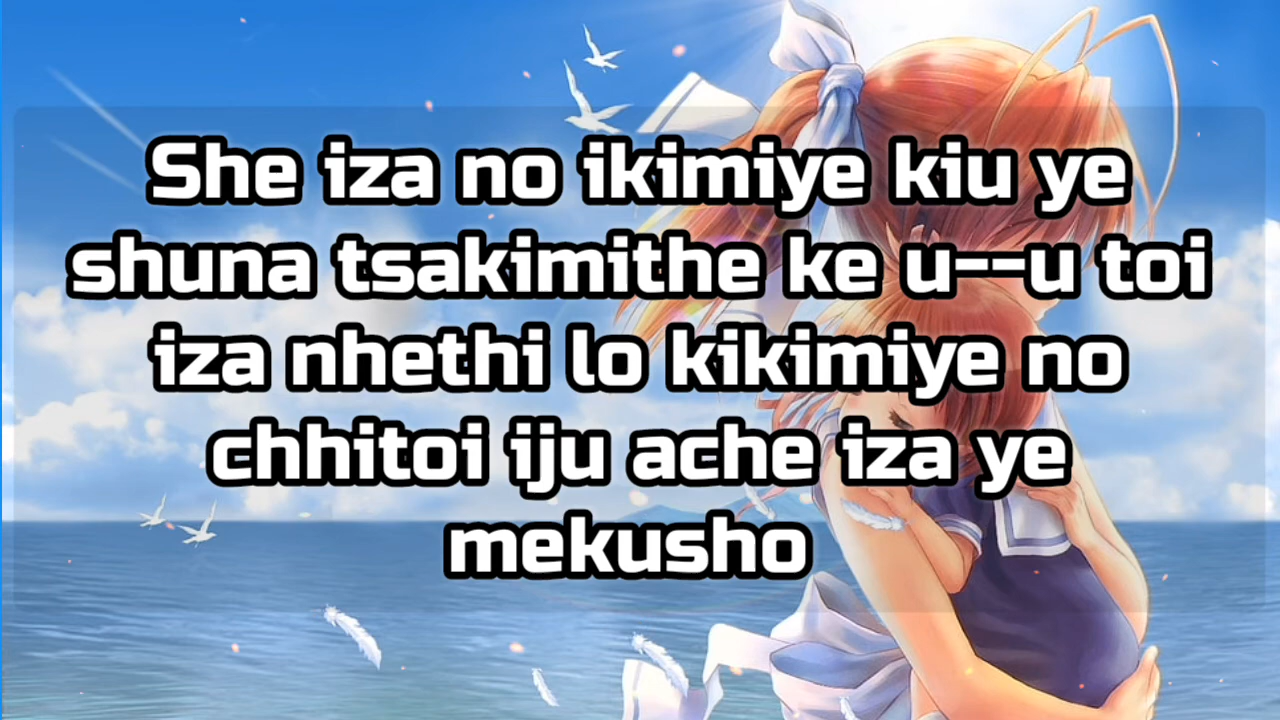 She iza no ikimiye kiu ye
shuna tsakimithe ke u--u toi
iza nhethi lo kikimiye no
chhitoi iju ache iza ye
mekusho